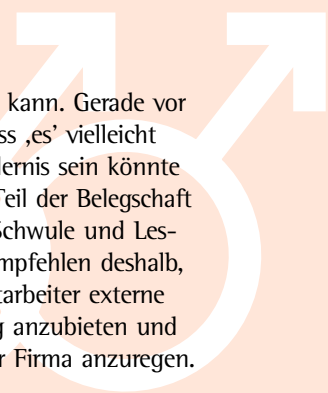 kann. Gerade vor
ss ‚es’ vielleicht
dernis sein könnte
Teil der Belegschaft
Schwule und Les-
mpfehlen deshalb,
tarbeiter externe
g anzubieten und
r Firma anzuregen.